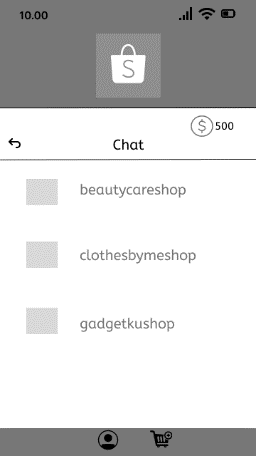 10.00
S
$ 500
Chat
beautycareshop
clothesbymeshop
gadgetkushop